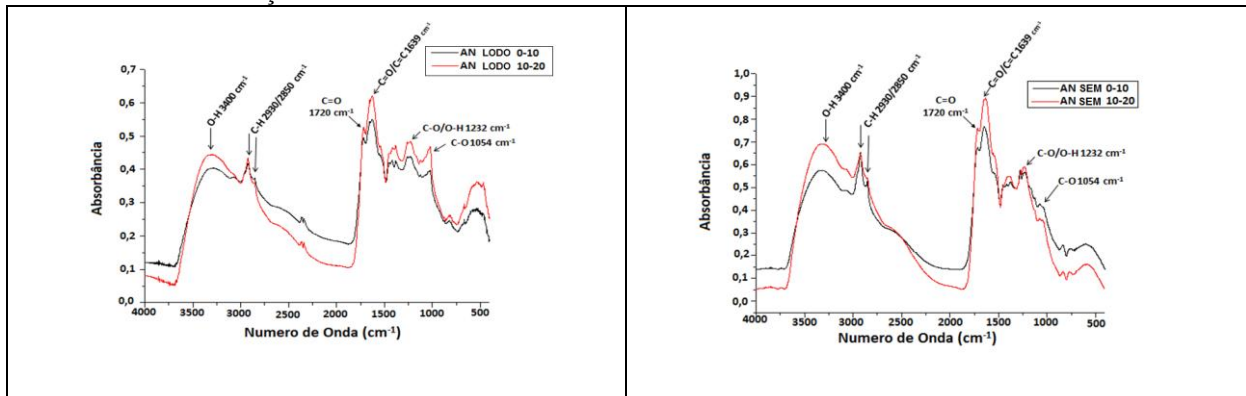 O-H 3400 cm⁻¹
C-H 2930/2850 cm⁻¹
C=O
1720 cm⁻¹
C=O/C=C 1639 cm⁻¹
AN LODO 0-10
AN LODO 10-20
C-O/O-H 1232 cm⁻¹
C-O 1054 cm⁻¹
Absorbância
0,7
0,6
0,5
0,4
0,3
0,2
0,1
0,0
4000 3500 3000 2500 2000 1500 1000 500
Numero de Onda (cm⁻¹)
O-H 3400 cm⁻¹
C-H 2930/2850 cm⁻¹
C=O
1720 cm⁻¹
C=O/C=C 1639 cm⁻¹
AN SEM 0-10
AN SEM 10-20
C-O/O-H 1232 cm⁻¹
C-O 1054 cm⁻¹
Absorbância
1,0
0,9
0,8
0,7
0,6
0,5
0,4
0,3
0,2
0,1
0,0
4000 3500 3000 2500 2000 1500 1000 500
Numero de Onda (cm⁻¹)